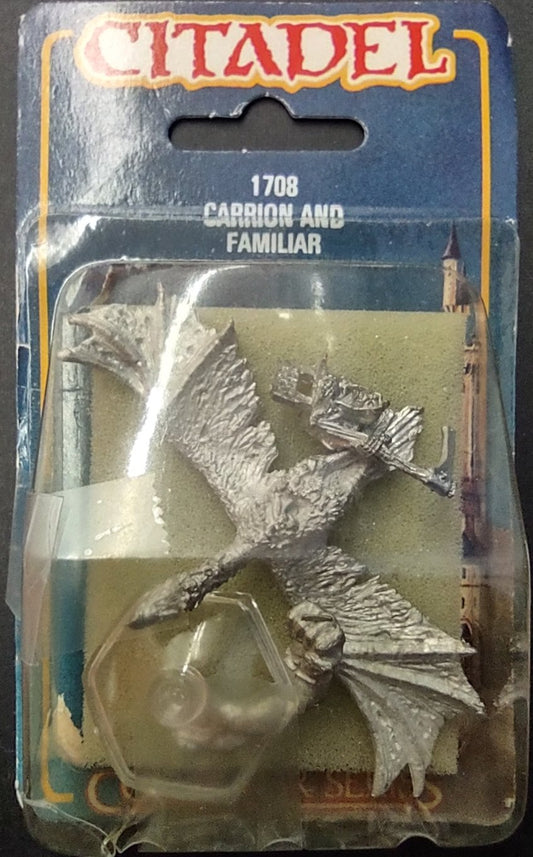 CITADEL
1708
CARRION AND
FAMILIAR